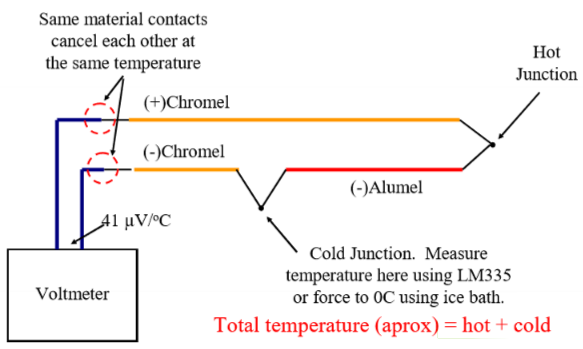 Same material contacts
cancel each other at
the same temperature
Hot
Junction
(+)Chromel
(-)Chromel
(-)Alumel
41 µV/ºC
Cold Junction.  Measure
temperature here using LM335
or force to 0C using ice bath.
Voltmeter
Total temperature (aprox) = hot + cold